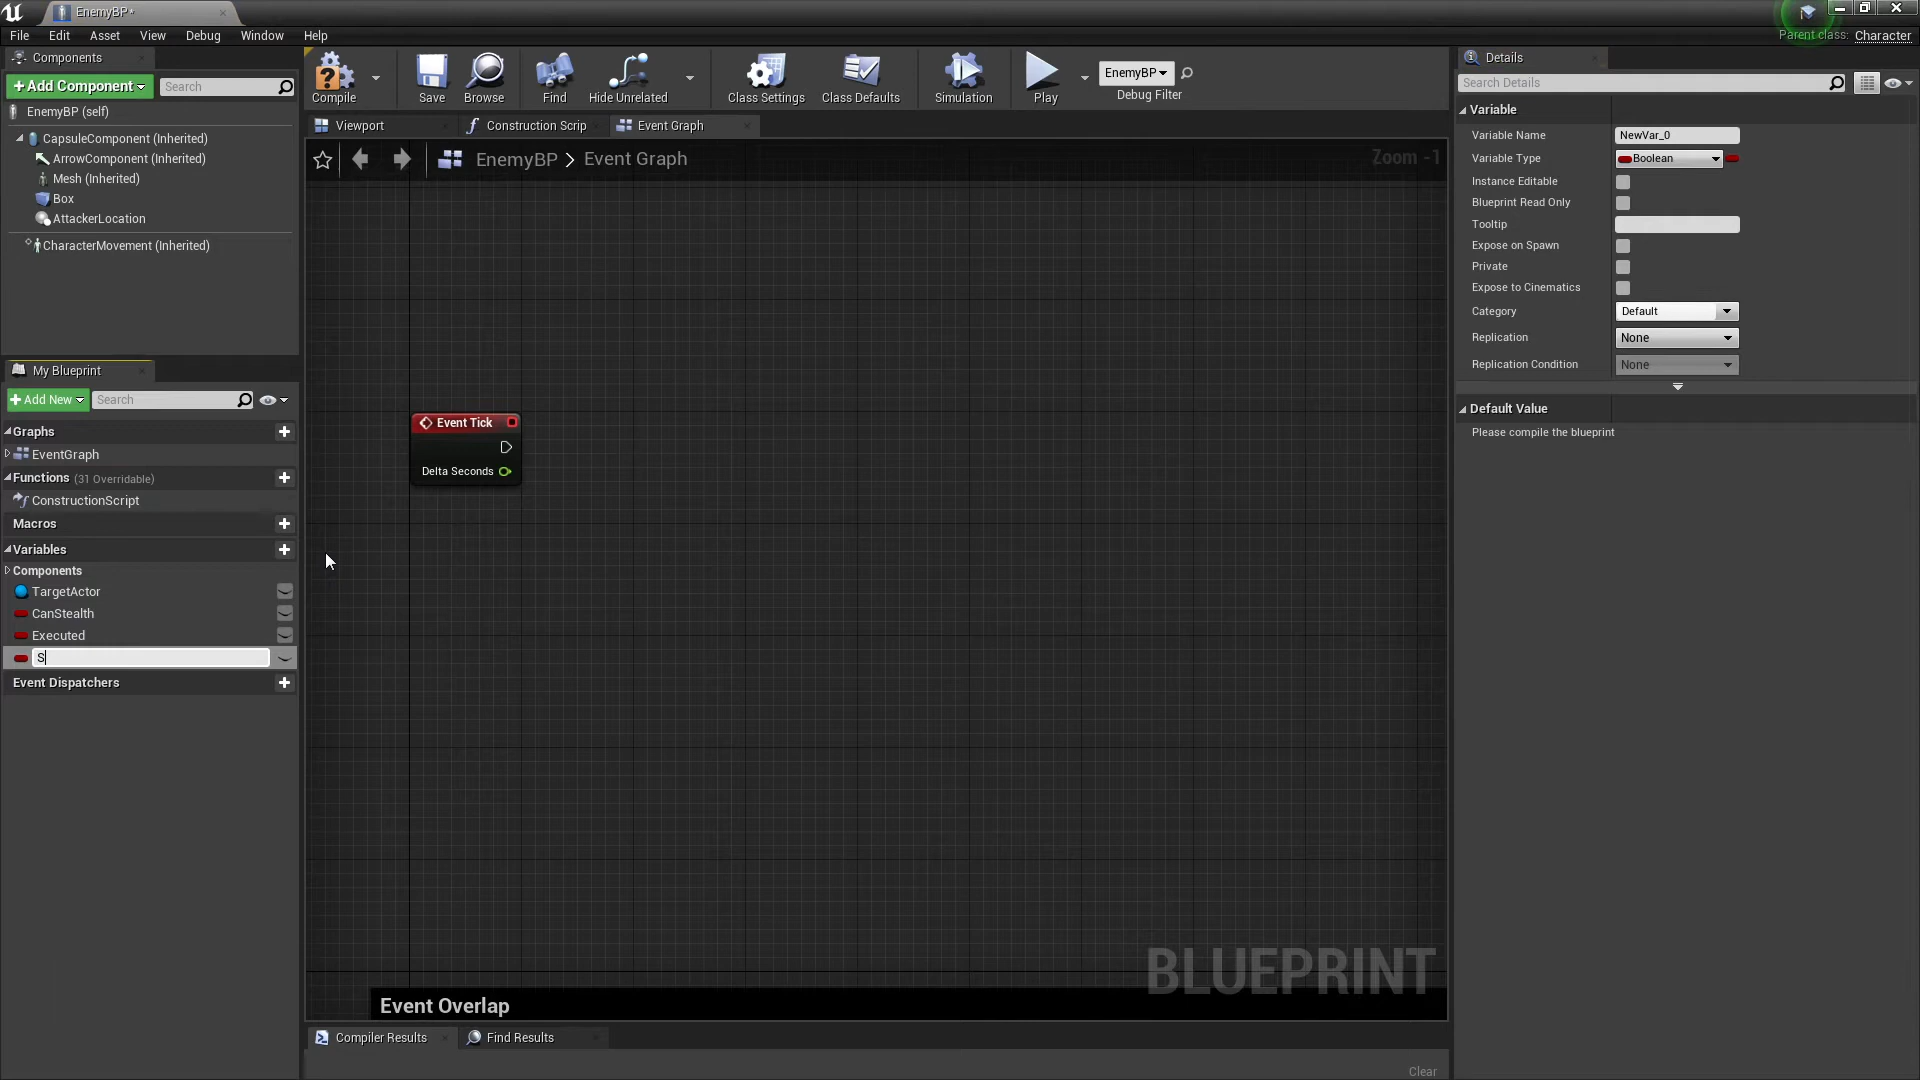 EnemyBP*
File Edit Asset View Debug Window Help
Parent class: Character
Components
+ Add Component
Search
EnemyBP (self)
CapsuleComponent (Inherited)
ArrowComponent (Inherited)
Mesh (Inherited)
Box
AttackerLocation
CharacterMovement (Inherited)
My Blueprint
+ Add New
Search
Graphs
EventGraph
Functions (31 Overridable)
ConstructionScript
Macros
Variables
Components
TargetActor
CanStealth
Executed
S
Event Dispatchers
Compile
Save
Browse
Find
Hide Unrelated
Class Settings
Class Defaults
Simulation
Play
EnemyBP
Debug Filter
Viewport
Construction Scrip
Event Graph
EnemyBP > Event Graph
Zoom -1
Event Tick
Delta Seconds
BLUEPRINT
Event Overlap
Compiler Results
Find Results
Clear
Details
Search Details
Variable
Variable Name NewVar_0
Variable Type Boolean
Instance Editable
Blueprint Read Only
Tooltip
Expose on Spawn
Private
Expose to Cinematics
Category Default
Replication None
Replication Condition None
Default Value
Please compile the blueprint